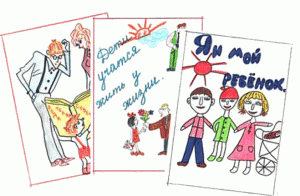 Дети
учатся
жить у
жизни.
Я и мой
РЕБЁНОК.